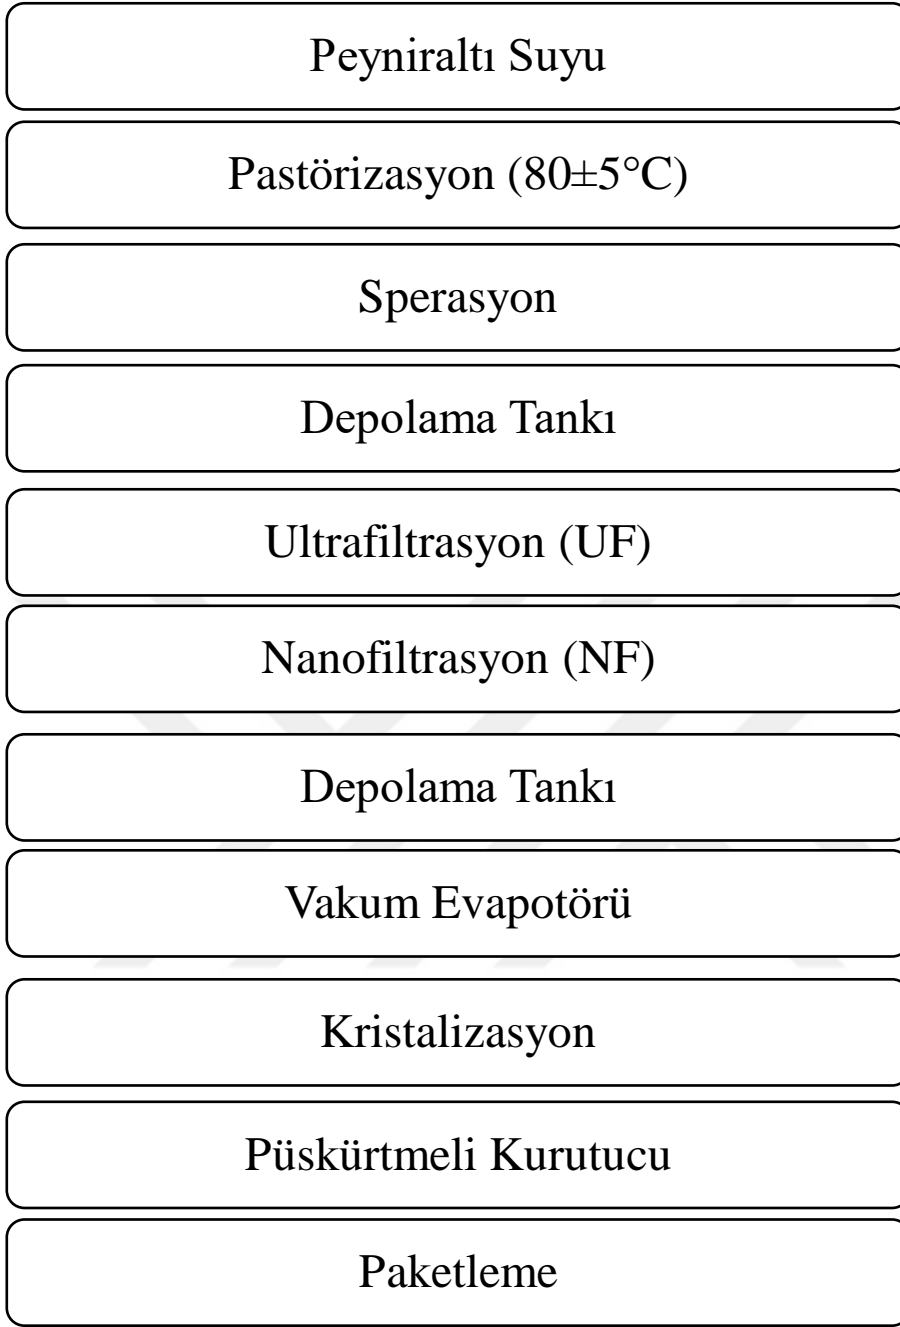 Peyniraltı Suyu
Pastörizasyon (80±5°C)
Sperasyon
Depolama Tankı
Ultrafiltrasyon (UF)
Nanofiltrasyon (NF)
Depolama Tankı
Vakum Evapotörü
Kristalizasyon
Püskürtmeli Kurutucu
Paketleme